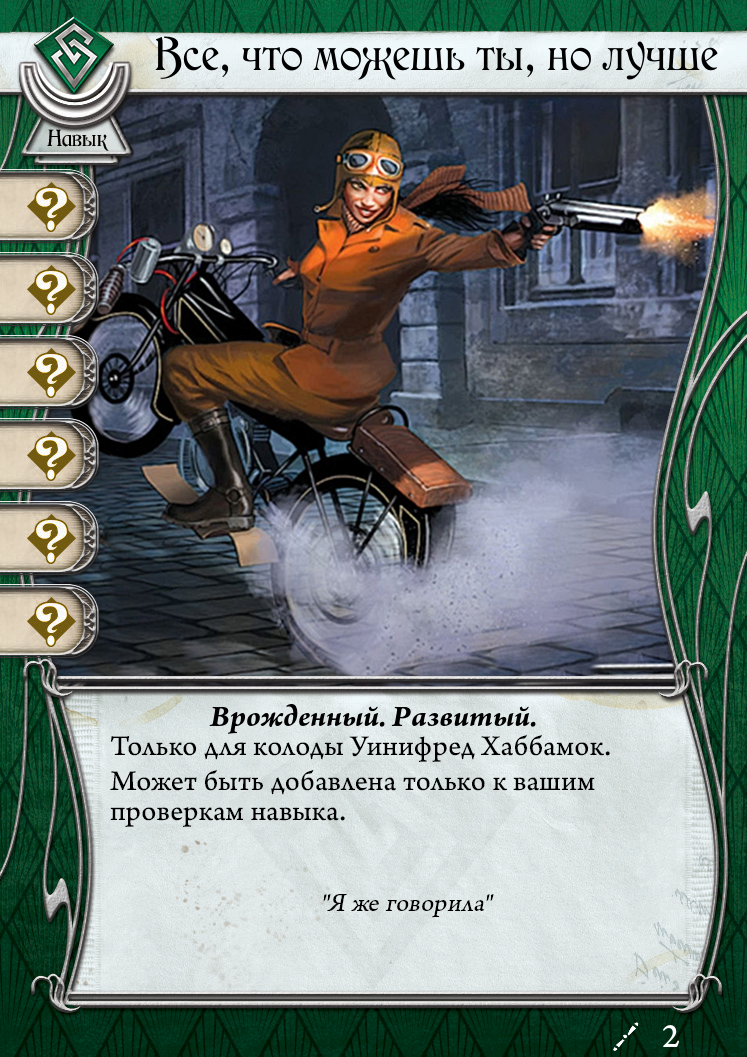 Все, что можешь ты, но лучше
Навык
?
?
?
?
?
?
Врожденный. Развитый.
Только для колоды Уинифред Хаббамок.
Может быть добавлена только к вашим
проверкам навыка.
"Я же говорила"
2